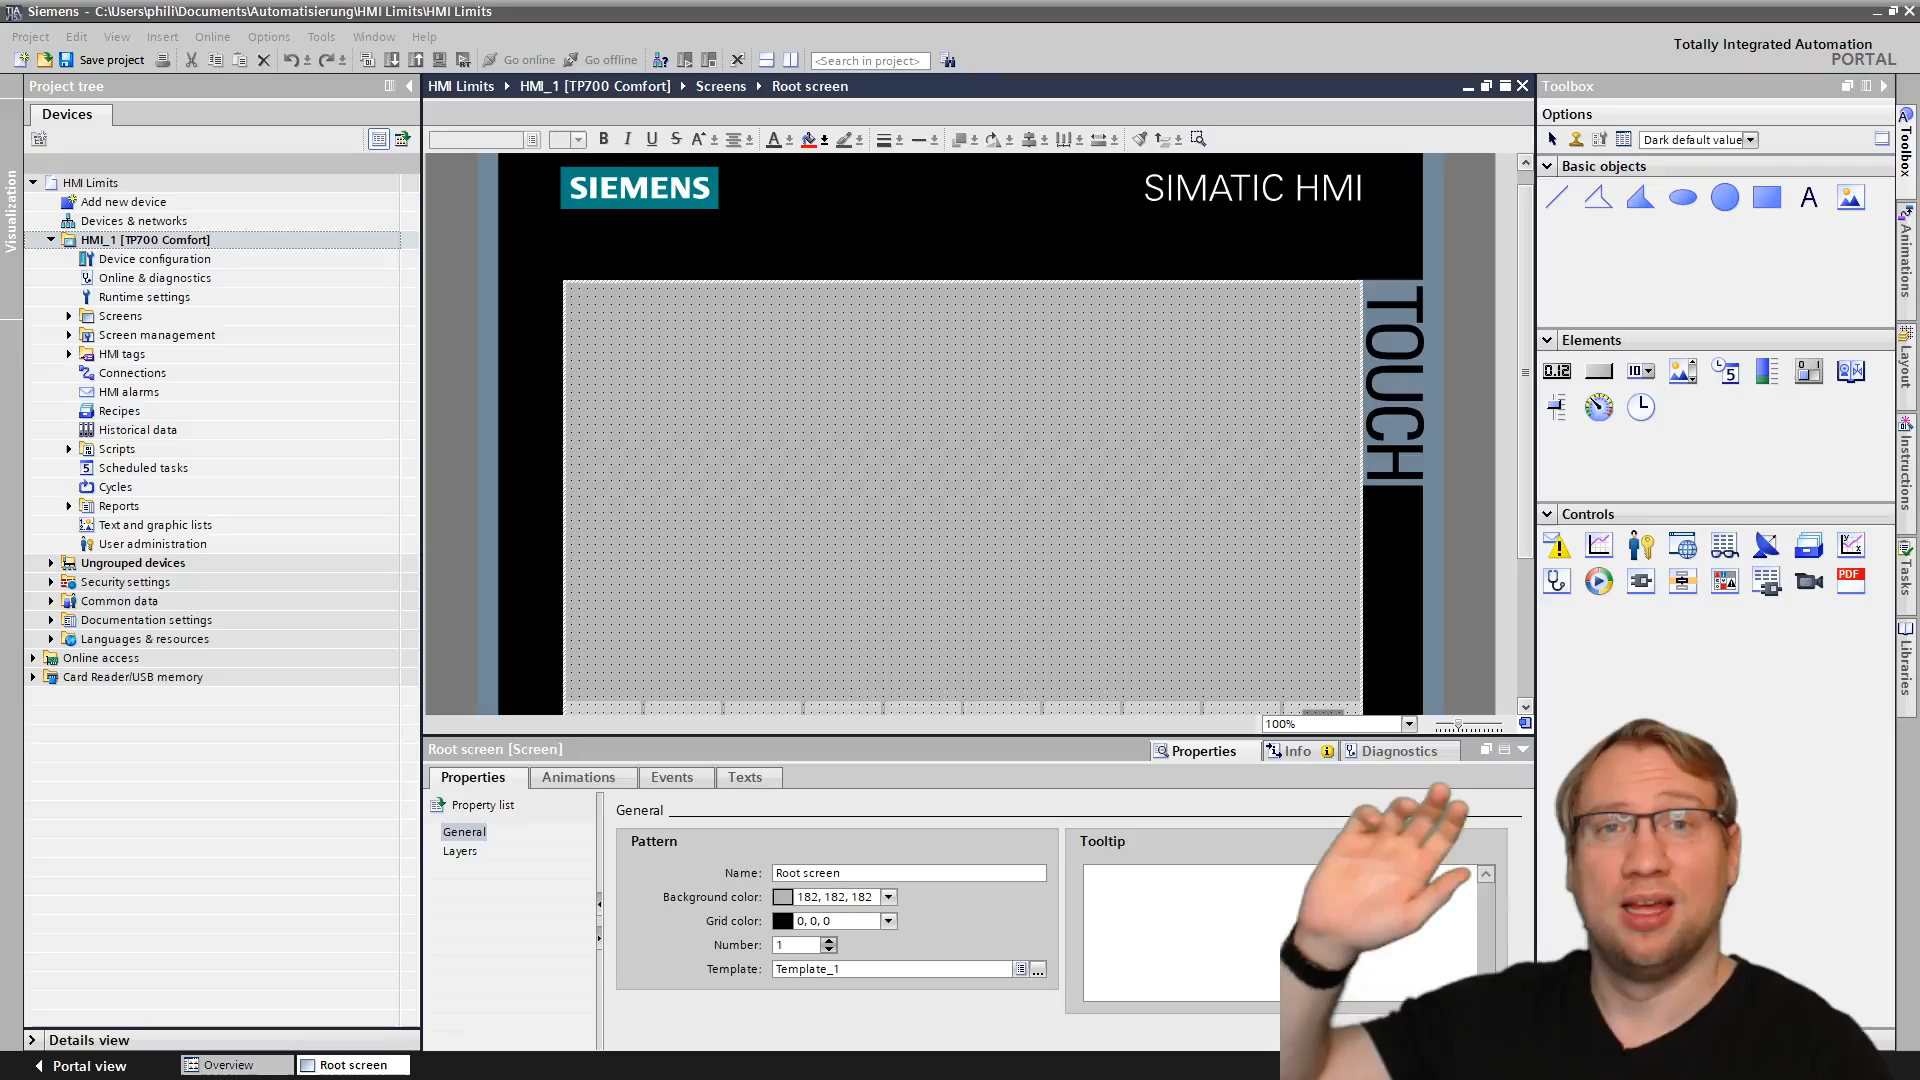 Siemens - C:\Users\phili\Documents\Automatisierung\HMI Limits\HMI Limits
Project Edit View Insert Online Options Tools Window Help
Totally Integrated Automation
PORTAL
Save project
Go online Go offline
<Search in project>
Project tree
HMI Limits HMI_1 [TP700 Comfort] Screens Root screen
Toolbox
Devices
Options
Dark default value
Visualization
HMI Limits
Add new device
Devices & networks
HMI_1 [TP700 Comfort]
Device configuration
Online & diagnostics
Runtime settings
Screens
Screen management
HMI tags
Connections
HMI alarms
Recipes
Historical data
Scripts
Scheduled tasks
Cycles
Reports
Text and graphic lists
User administration
Ungrouped devices
Security settings
Common data
Documentation settings
Languages & resources
Online access
Card Reader/USB memory
SIEMENS
SIMATIC HMI
TOUCH
100%
Basic objects
Elements
Controls
PDF
Toolbox
Animations
Layout
Instructions
Tasks
Libraries
Root screen [Screen]
Properties Info Diagnostics
Properties Animations Events Texts
Property list
General
Layers
General
Pattern
Name: Root screen
Background color: 182, 182, 182
Grid color: 0, 0, 0
Number: 1
Template: Template_1
Tooltip
Details view
Portal view Overview Root screen